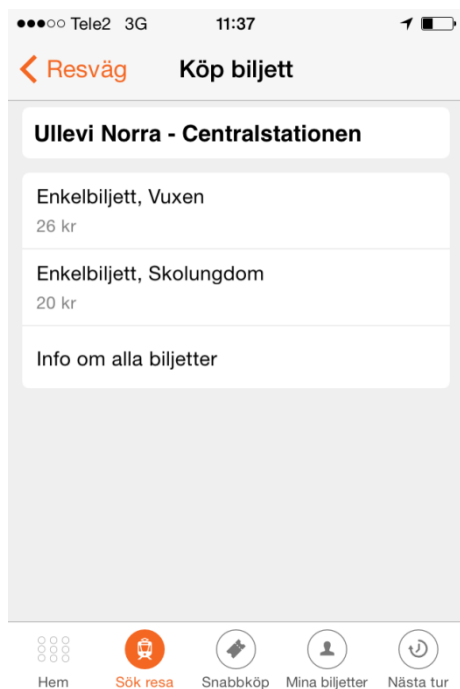 Tele2 3G 11:37
Resväg Köp biljett
Ullevi Norra - Centralstationen
Enkelbiljett, Vuxen
26 kr
Enkelbiljett, Skolungdom
20 kr
Info om alla biljetter
Hem Sök resa Snabbköp Mina biljetter Nästa tur